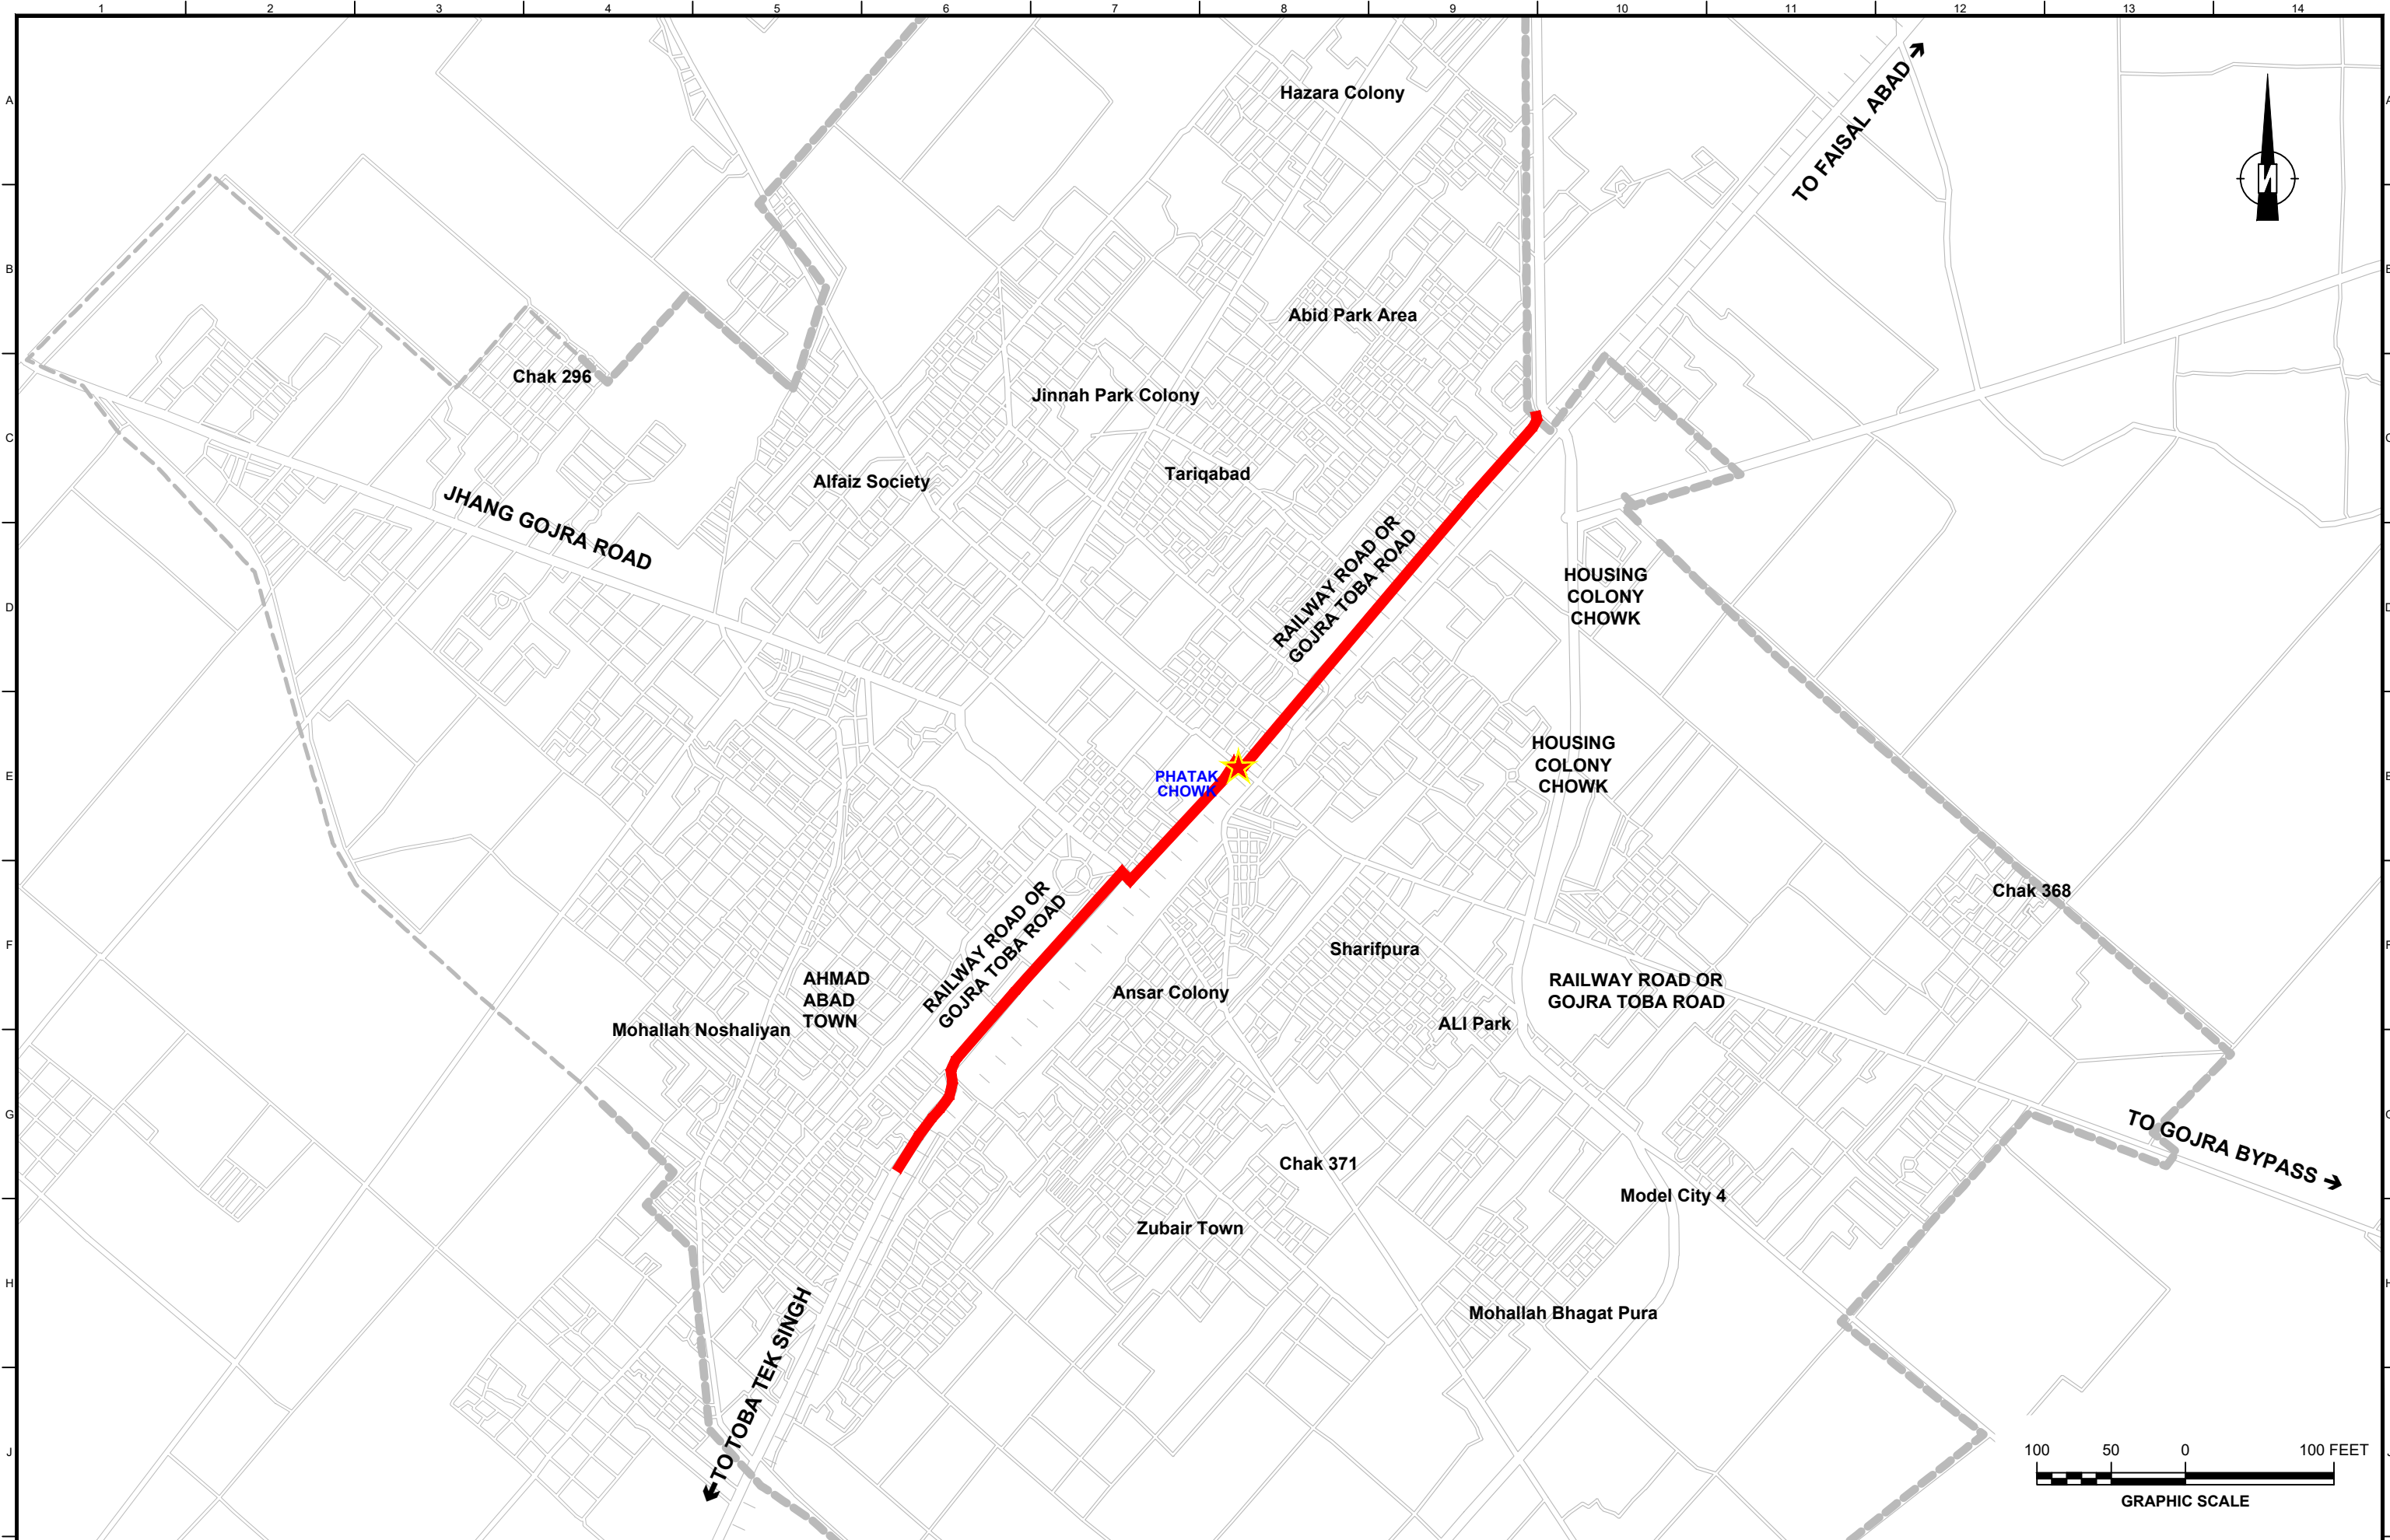 1 2 3 4 5 6 7 8 9 10 11 12 13 14
A
B
C
D
E
F
G
H
J
Hazara Colony
TO FAISAL ABAD
N
Abid Park Area
Chak 296
Jinnah Park Colony
Alfaiz Society
Tariqabad
JHANG GOJRA ROAD
RAILWAY ROAD OR
GOJRA TOBA ROAD
HOUSING
COLONY
CHOWK
HOUSING
COLONY
CHOWK
PHATAK
CHOWK
Chak 368
RAILWAY ROAD OR
GOJRA TOBA ROAD
Sharifpura
AHMAD
ABAD
TOWN
Ansar Colony
RAILWAY ROAD OR
GOJRA TOBA ROAD
Mohallah Noshaliyan
ALI Park
TO GOJRA BYPASS
Chak 371
Model City 4
Zubair Town
Mohallah Bhagat Pura
TO TOBA TEK SINGH
100 50 0 100 FEET
GRAPHIC SCALE